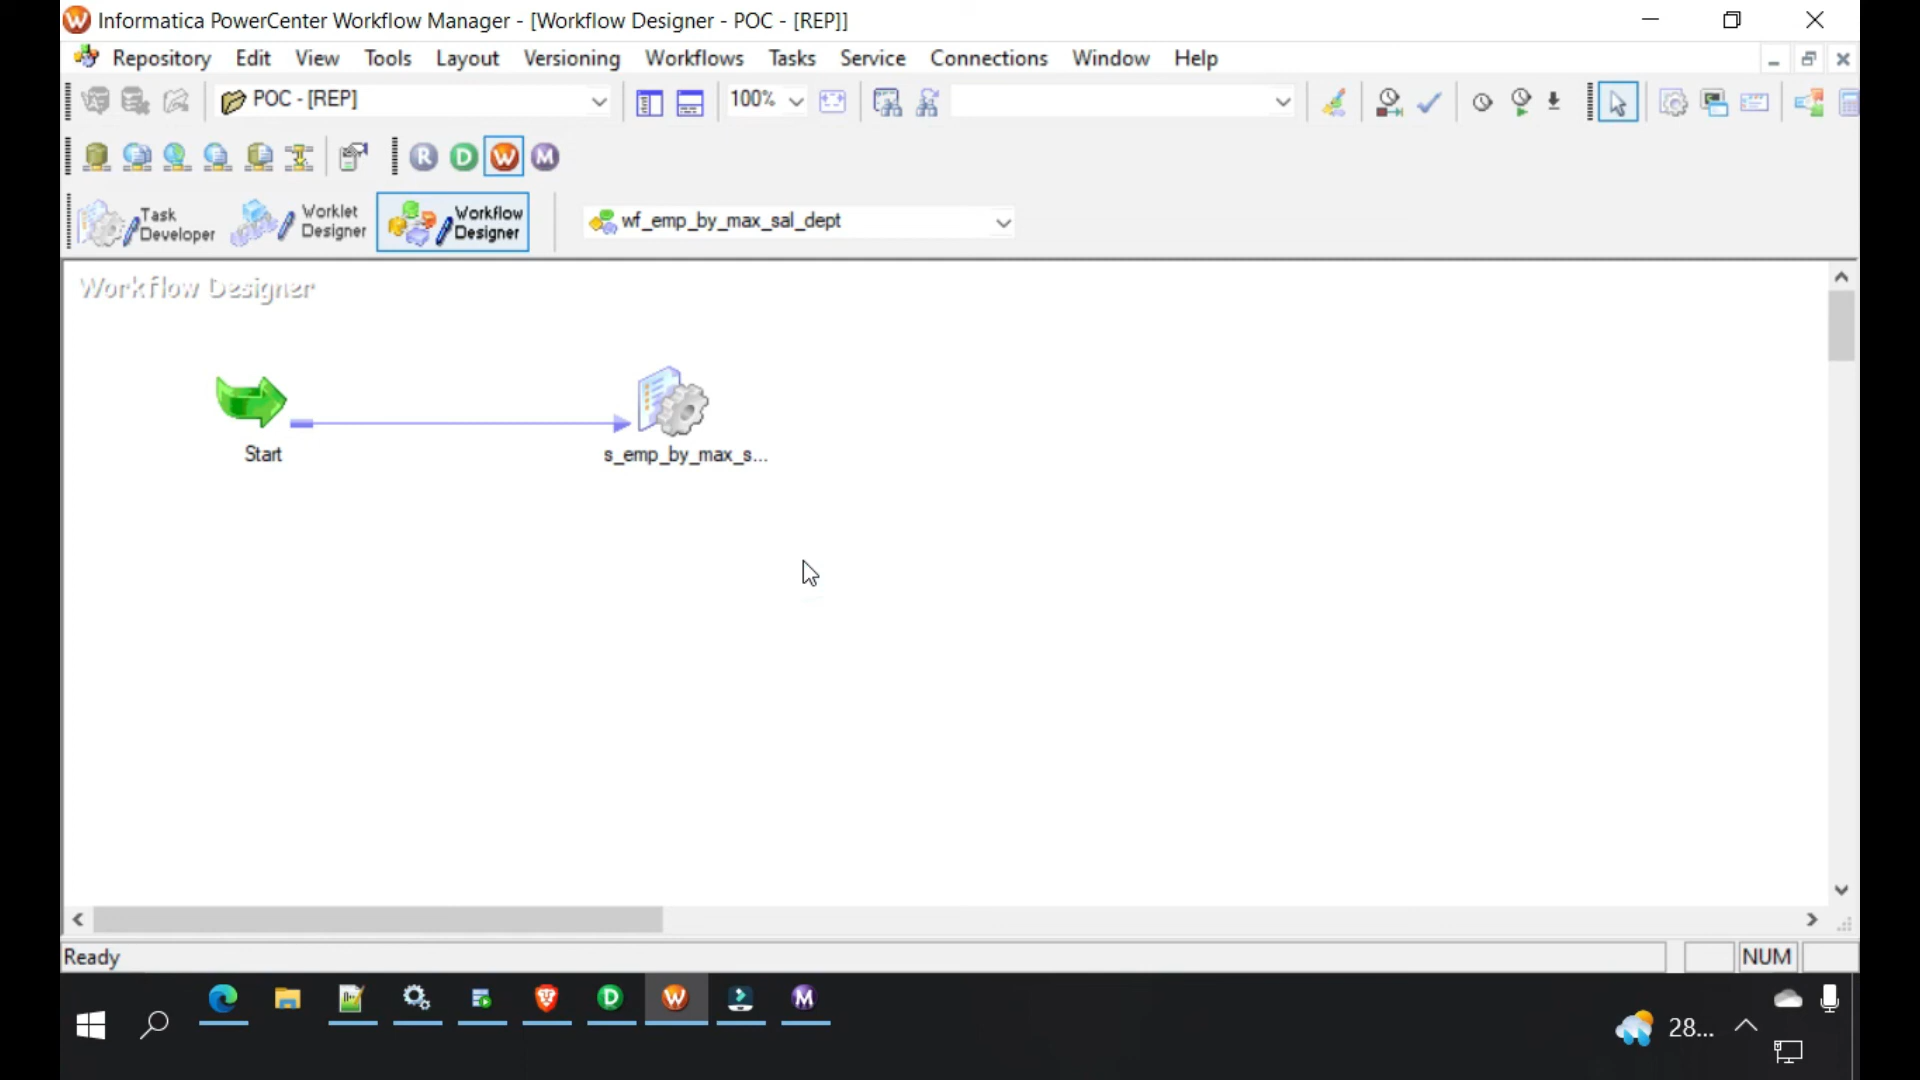 Informatica PowerCenter Workflow Manager - [Workflow Designer - POC - [REP]]
Repository Edit View Tools Layout Versioning Workflows Tasks Service Connections Window Help
POC - [REP] 100%
R D W M
Task Developer
Worklet Designer
Workflow Designer
wf_emp_by_max_sal_dept
Workflow Designer
Start
s_emp_by_max_s...
Ready
NUM
D W M
28...